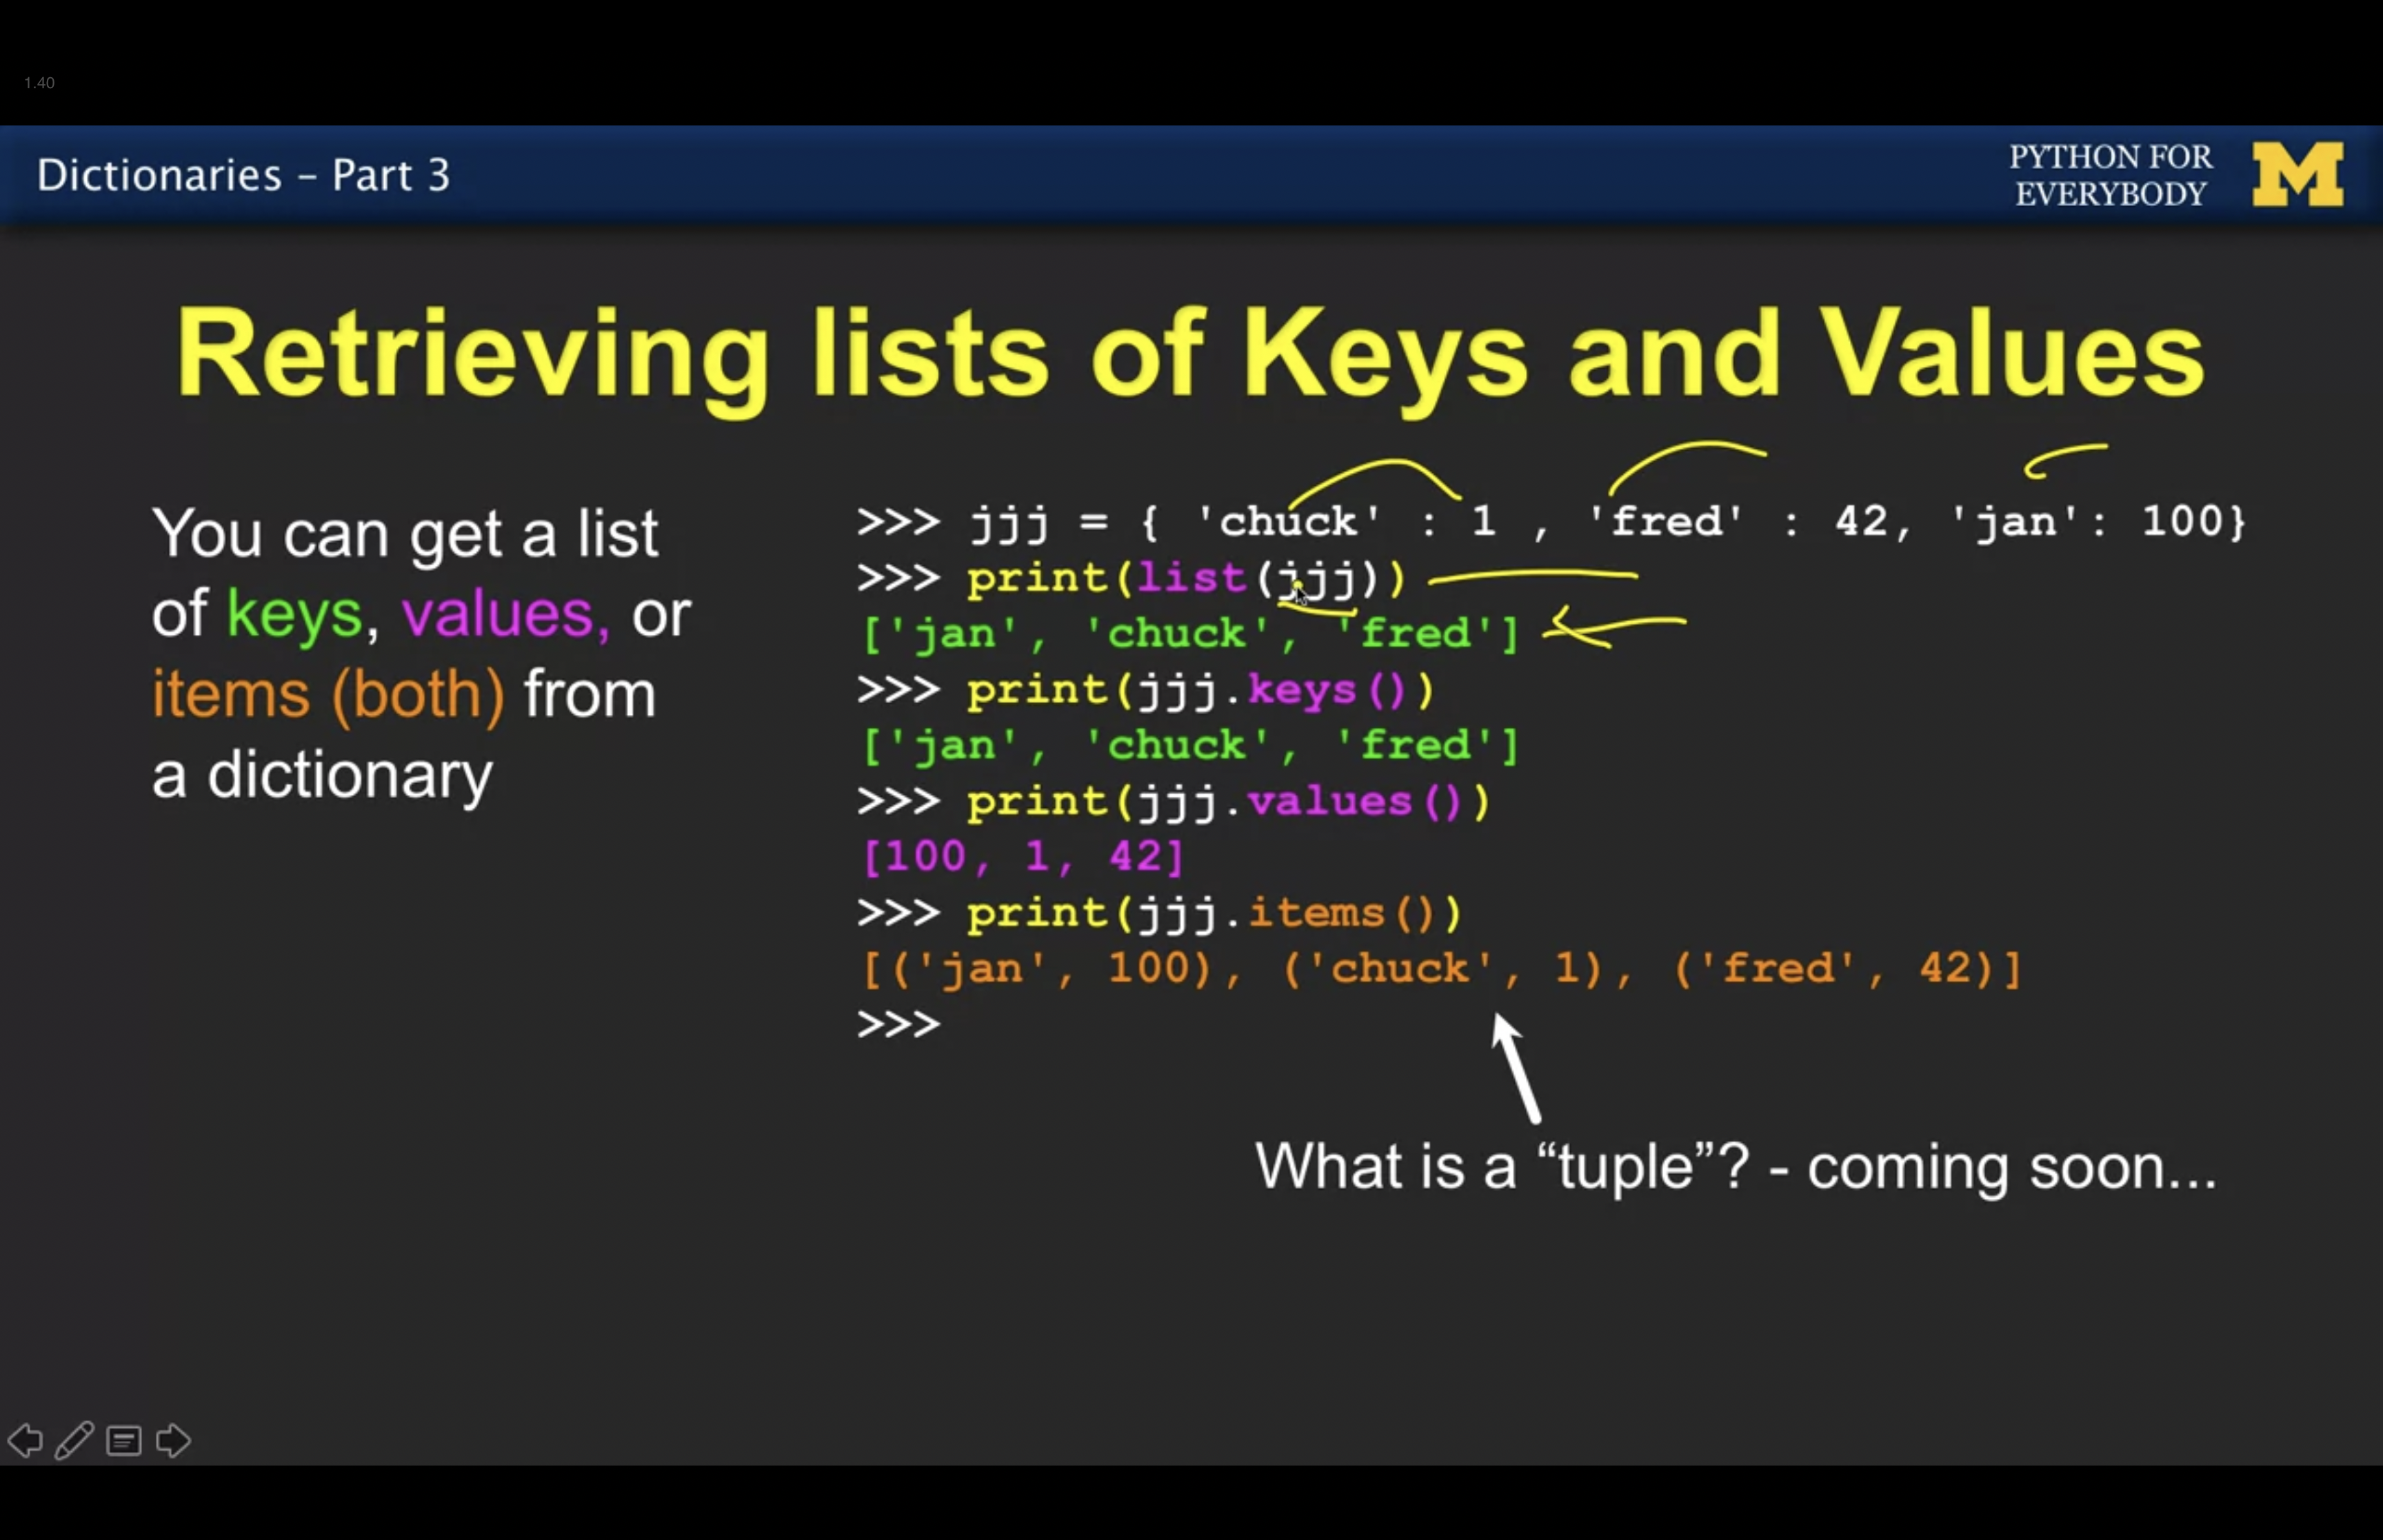 1.40
Dictionaries – Part 3
PYTHON FOR
EVERYBODY
M
Retrieving lists of Keys and Values
You can get a list
of keys, values, or
items (both) from
a dictionary
>>> jjj = { 'chuck' : 1 , 'fred' : 42, 'jan': 100}
>>> print(list(jjj))
['jan', 'chuck', 'fred']
>>> print(jjj.keys())
['jan', 'chuck', 'fred']
>>> print(jjj.values())
[100, 1, 42]
>>> print(jjj.items())
[('jan', 100), ('chuck', 1), ('fred', 42)]
>>>
What is a “tuple”? - coming soon...